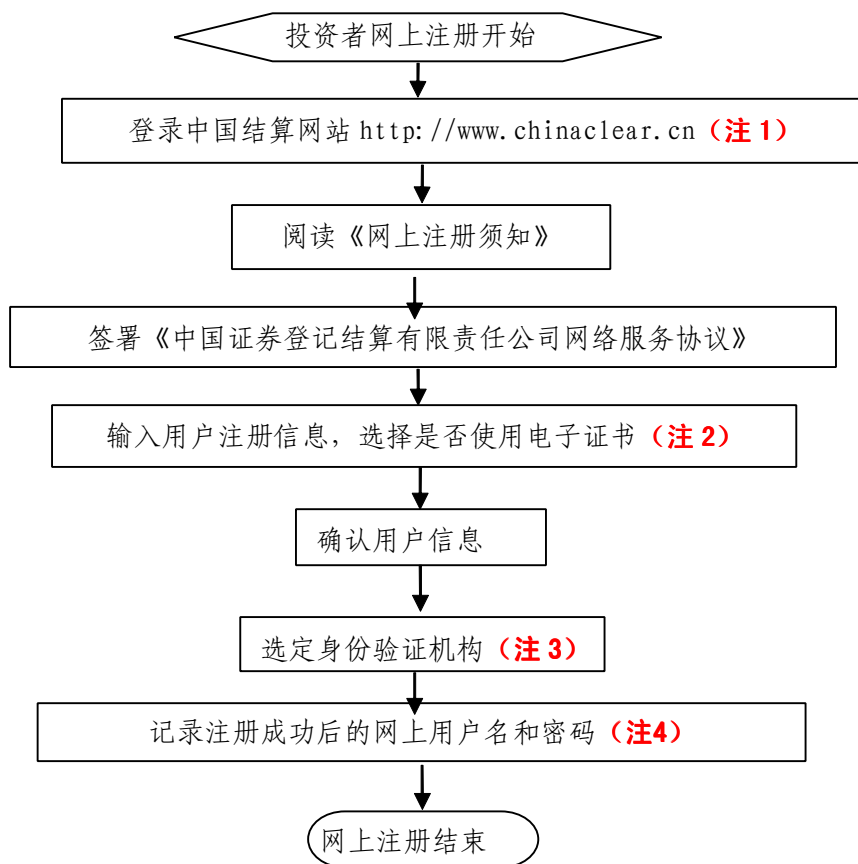 投资者网上注册开始
登录中国结算网站 http://www.chinaclear.cn（注 1）
阅读《网上注册须知》
签署《中国证券登记结算有限责任公司网络服务协议》
输入用户注册信息，选择是否使用电子证书（注 2）
确认用户信息
选定身份验证机构（注 3）
记录注册成功后的网上用户名和密码（注4）
网上注册结束